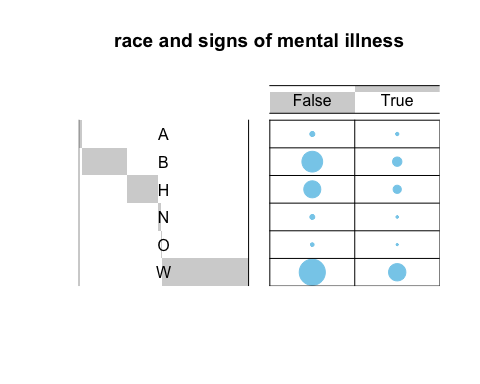 race and signs of mental illness
False True
A
B
H
N
O
W